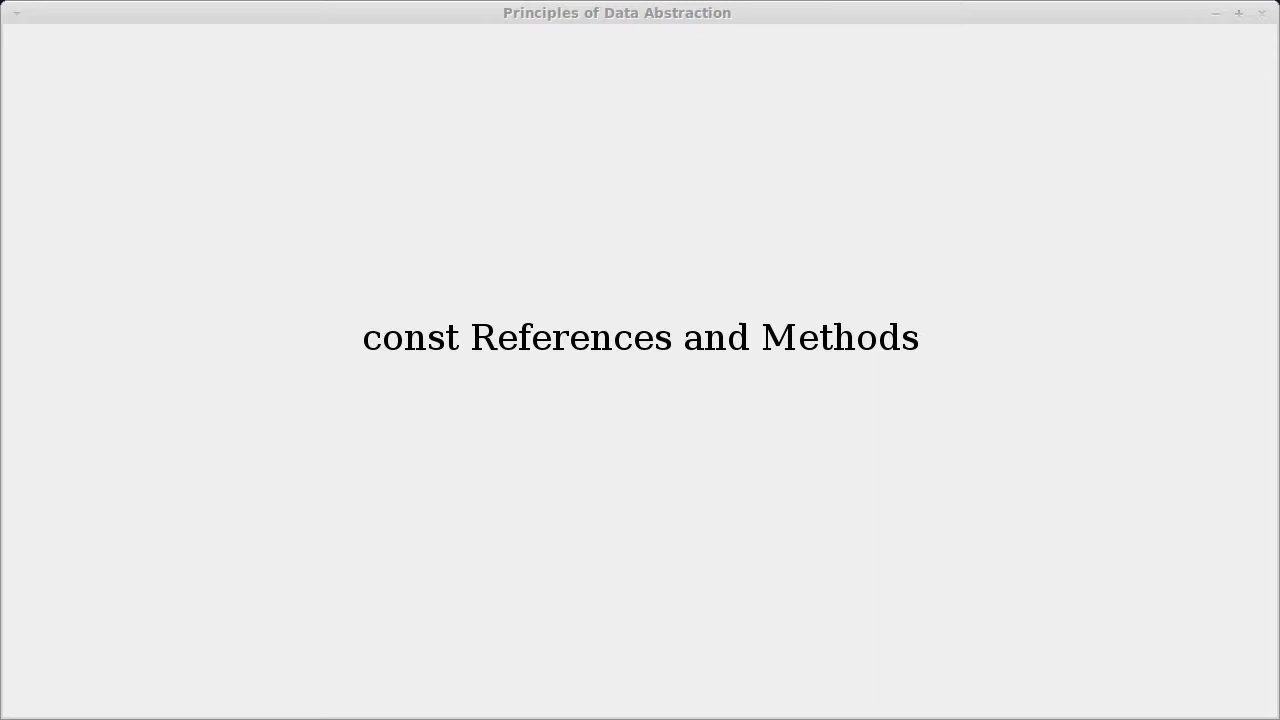 Principles of Data Abstraction
const References and Methods